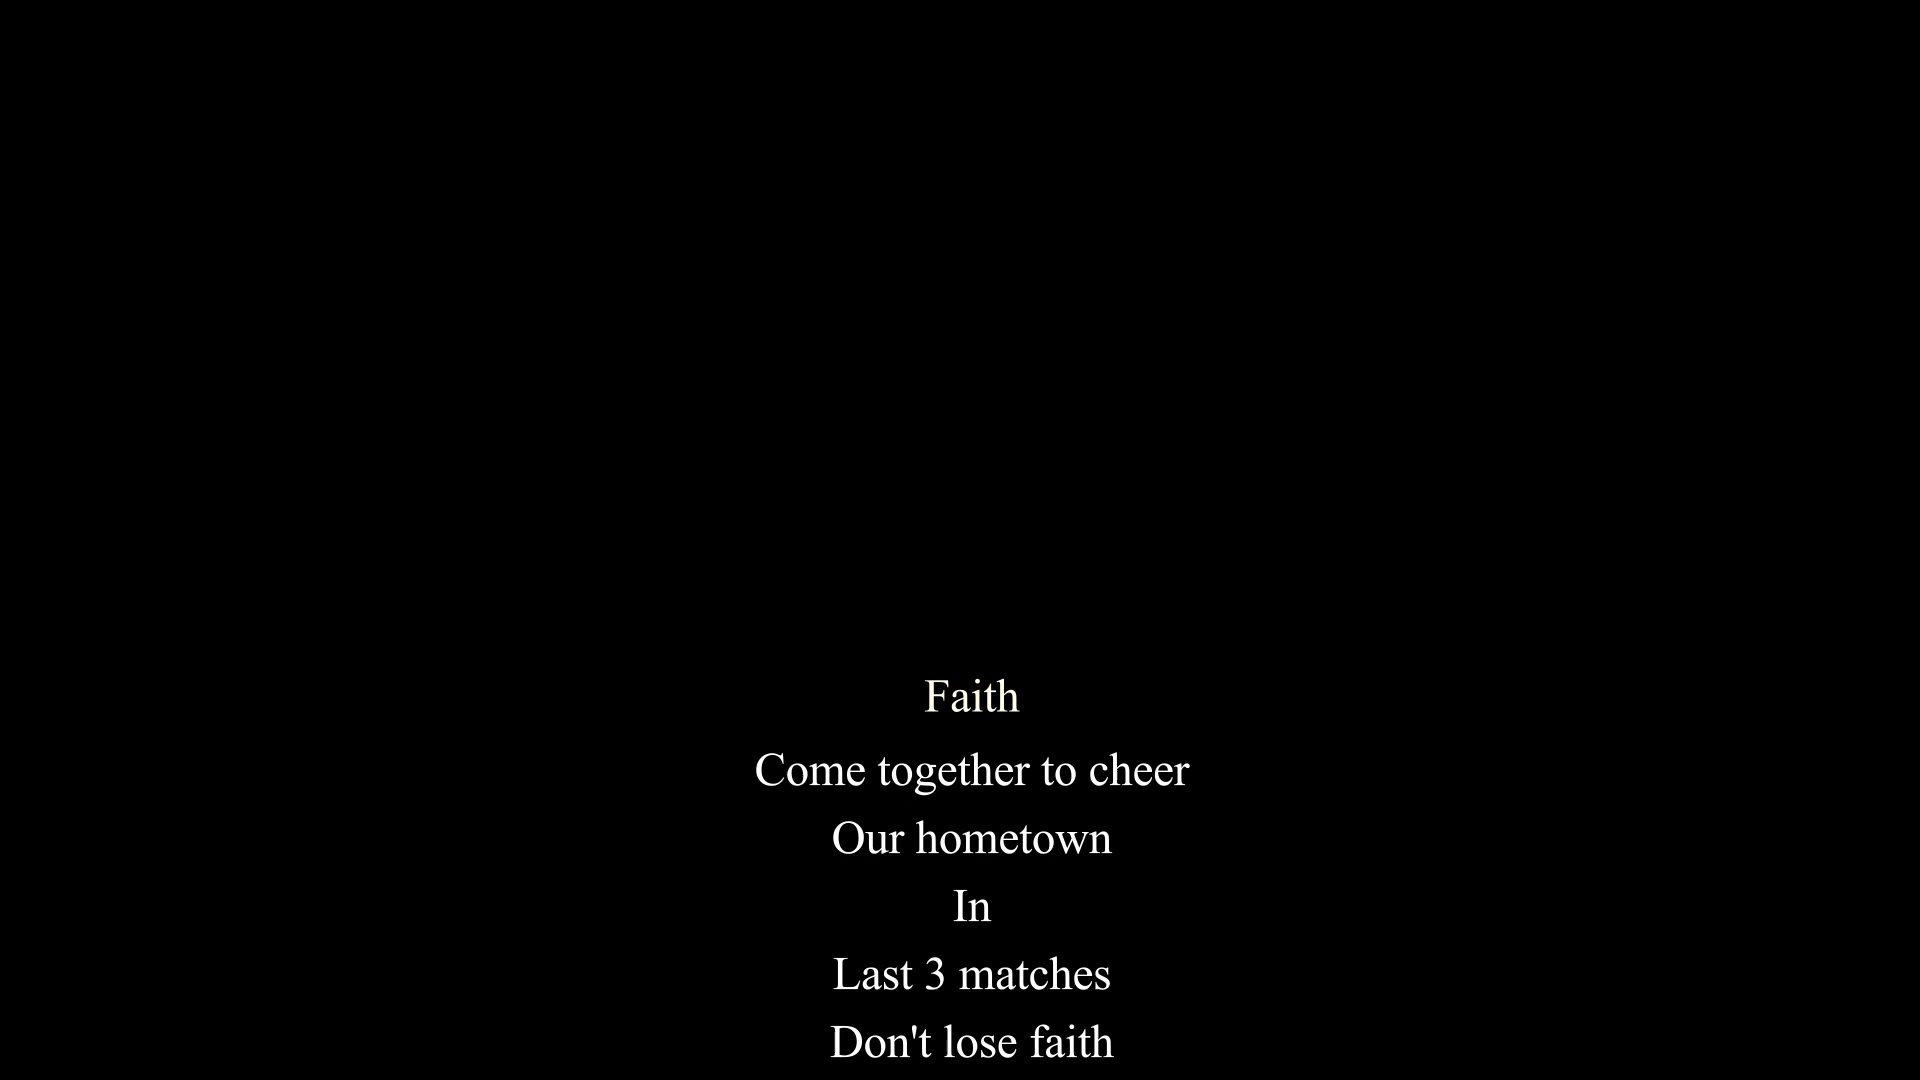 Faith
Come together to cheer
Our hometown
In
Last 3 matches
Don't lose faith